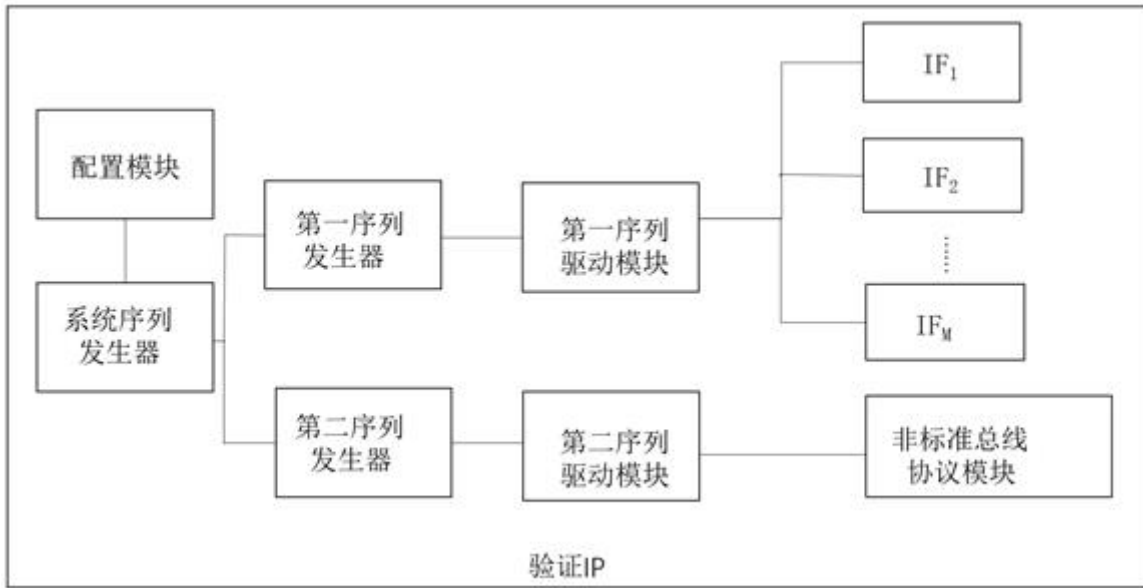 配置模块
系统序列
发生器
第一序列
发生器
第一序列
驱动模块
IF₁
IF₂
IF_M
第二序列
发生器
第二序列
驱动模块
非标准总线
协议模块
验证IP